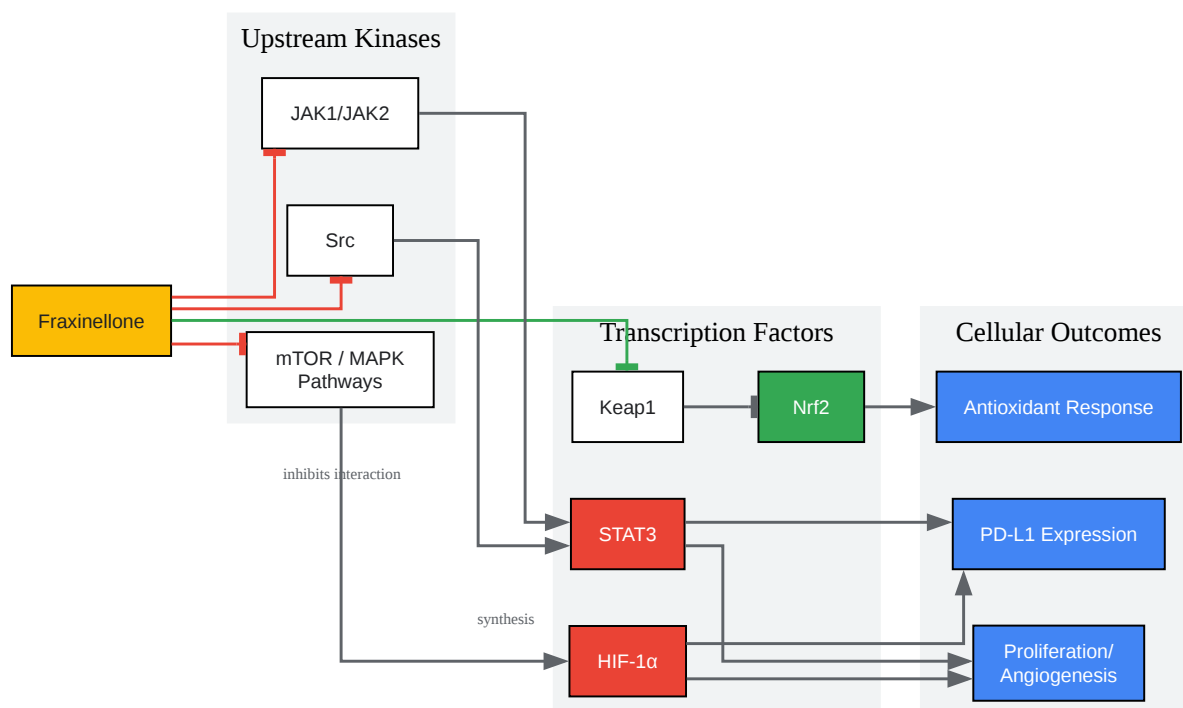 Upstream Kinases
JAK1/JAK2
Src
Fraxinellone
mTOR / MAPK
Pathways
Transcription Factors
Cellular Outcomes
Keap1
Nrf2
Antioxidant Response
inhibits interaction
STAT3
PD-L1 Expression
synthesis
HIF-1α
Proliferation/
Angiogenesis